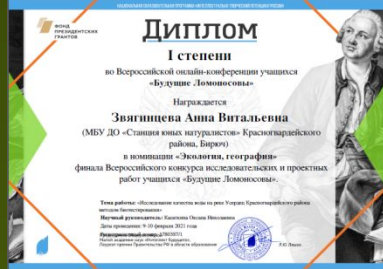 ФОНД
ПРЕЗИДЕНТСКИХ
ГРАНТОВ
Диплом
I степени
во Всероссийской онлайн-конференции учащихся
«Будущие Ломоносовы»
Награждается
Звягинцева Анна Витальевна
(МБУ ДО «Станция юных натуралистов» Красногвардейского
района, Бирюч)
в номинации «Экология, география»
финала Всероссийского конкурса исследовательских и проектных
работ учащихся «Будущие Ломоносовы».
Тема работы: «Исследование качества воды на реке Усердец Красногвардейского района
методом биотестирования»
Научный руководитель: Оксана Николаевна
Дата проведения: 9-10 февраля 2021 года